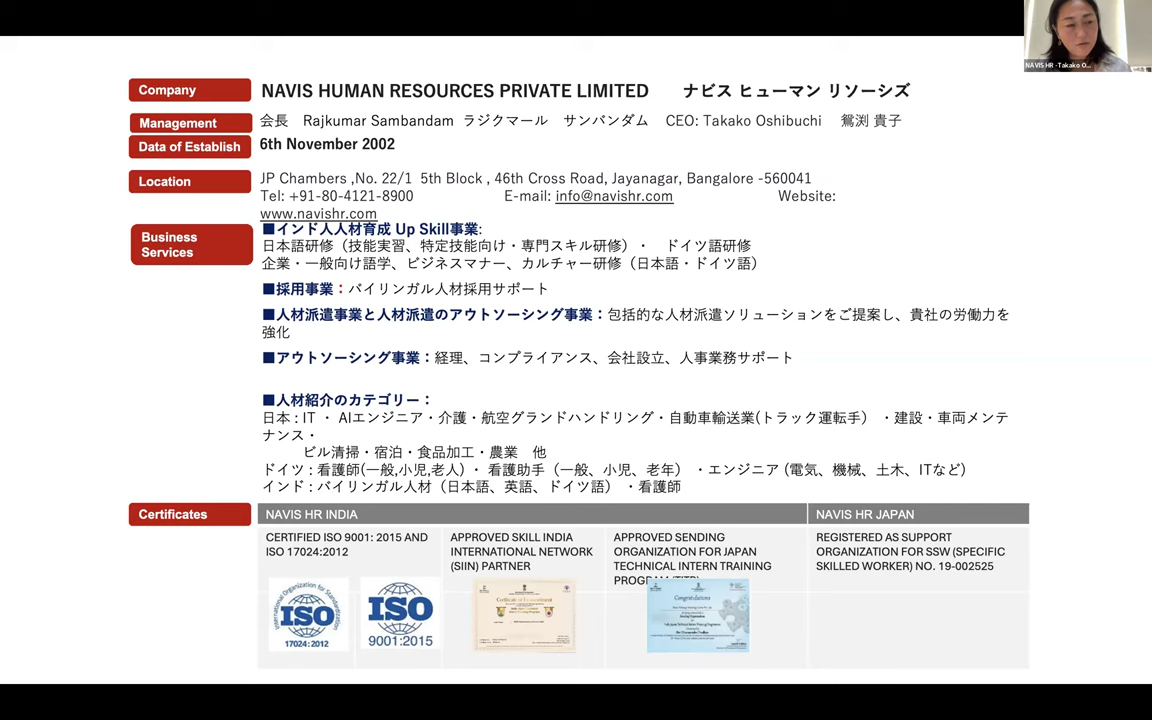 NAVIS HR -Takako O...
Company
NAVIS HUMAN RESOURCES PRIVATE LIMITED ナビス ヒューマン リソーシズ
Management
会長 Rajkumar Sambandam ラジクマール サンバンダム CEO: Takako Oshibuchi 鴛渕 貴子
Data of Establish
6th November 2002
Location
JP Chambers ,No. 22/1 5th Block , 46th Cross Road, Jayanagar, Bangalore -560041
Tel: +91-80-4121-8900 E-mail: info@navishr.com Website:
www.navishr.com
Business
Services
■インド人人材育成 Up Skill事業:
日本語研修（技能実習、特定技能向け・専門スキル研修）・ ドイツ語研修
企業・一般向け語学、ビジネスマナー、カルチャー研修（日本語・ドイツ語）
■採用事業：バイリンガル人材採用サポート
■人材派遣事業と人材派遣のアウトソーシング事業：包括的な人材派遣ソリューションをご提案し、貴社の労働力を
強化
■アウトソーシング事業：経理、コンプライアンス、会社設立、人事業務サポート
■人材紹介のカテゴリー：
日本 : IT ・ AIエンジニア・介護・航空グランドハンドリング・自動車輸送業(トラック運転手） ・建設・車両メンテ
ナンス・
ビル清掃・宿泊・食品加工・農業 他
ドイツ : 看護師(一般,小児,老人）・ 看護助手（一般、小児、老年） ・エンジニア (電気、機械、土木、ITなど）
インド : バイリンガル人材（日本語、英語、ドイツ語） ・看護師
Certificates
NAVIS HR INDIA
NAVIS HR JAPAN
CERTIFIED ISO 9001: 2015 AND
ISO 17024:2012
APPROVED SKILL INDIA
INTERNATIONAL NETWORK
(SIIN) PARTNER
APPROVED SENDING
ORGANIZATION FOR JAPAN
TECHNICAL INTERN TRAINING
PROGRAM (TITP)
REGISTERED AS SUPPORT
ORGANIZATION FOR SSW (SPECIFIC
SKILLED WORKER) NO. 19-002525
International Organization for Standardization
ISO
17024:2012
ISO
9001:2015
Congratulations